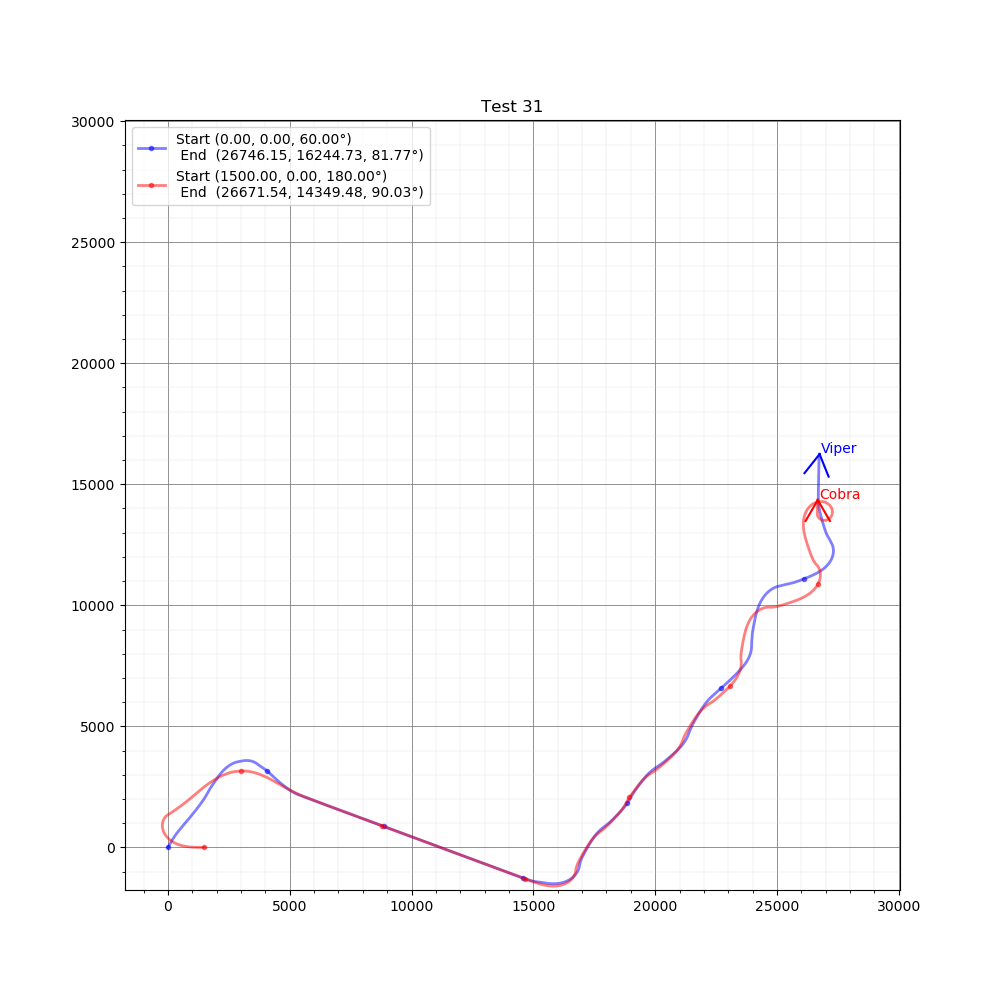 Test 31
Start (0.00, 0.00, 60.00°)
End (26746.15, 16244.73, 81.77°)
Start (1500.00, 0.00, 180.00°)
End (26671.54, 14349.48, 90.03°)
30000
25000
20000
15000
10000
5000
0
Viper
Cobra
0 5000 10000 15000 20000 25000 30000